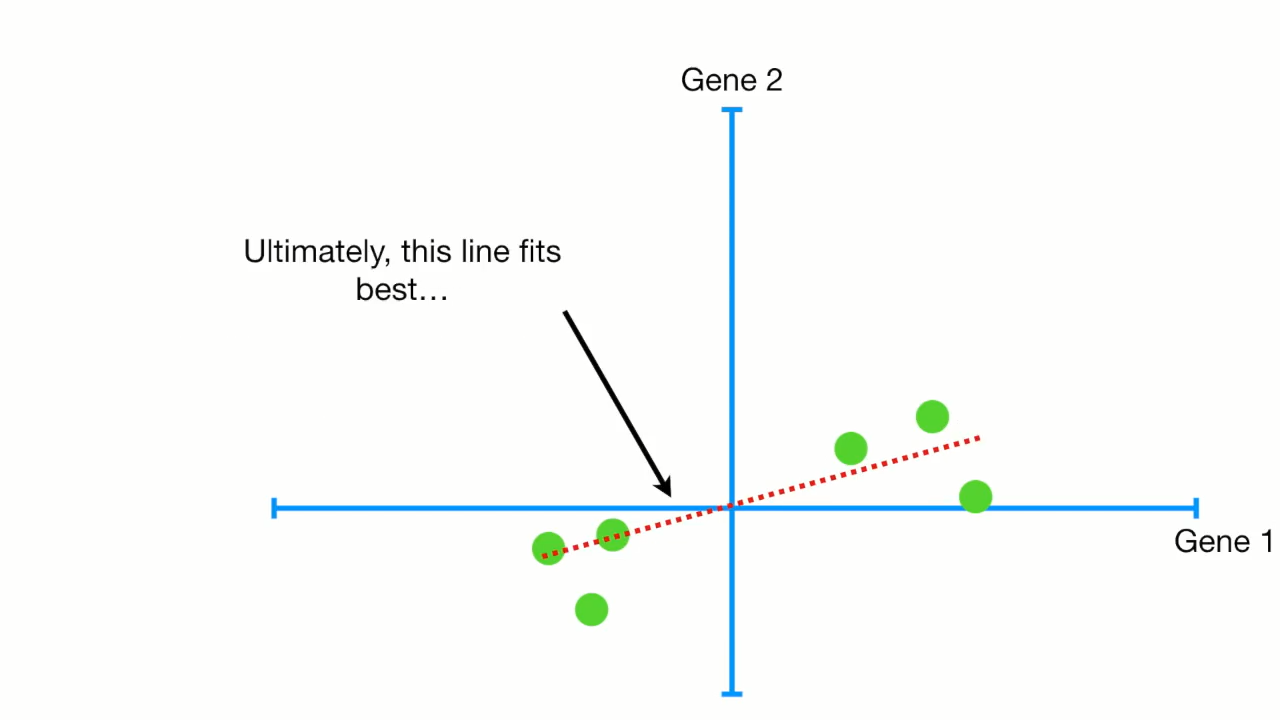 Gene 2
Ultimately, this line fits
best…
Gene 1